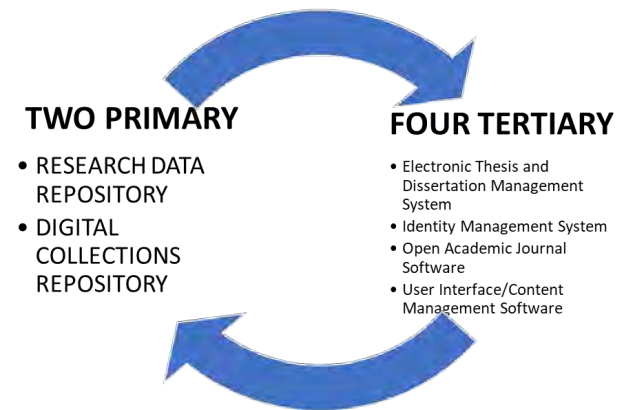 TWO PRIMARY
• RESEARCH DATA
REPOSITORY
• DIGITAL
COLLECTIONS
REPOSITORY
FOUR TERTIARY
• Electronic Thesis and
Dissertation Management
System
• Identity Management System
• Open Academic Journal
Software
• User Interface/Content
Management Software